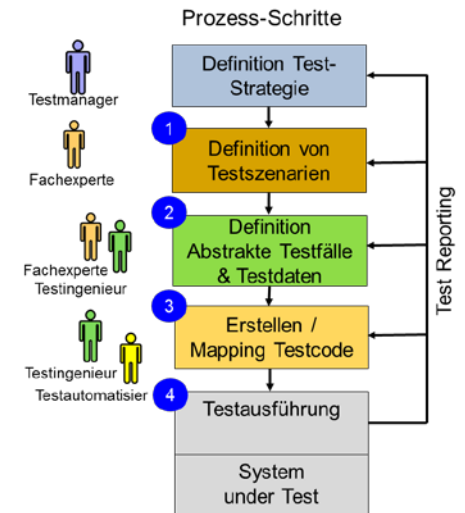 Prozess-Schritte
Definition Test-
Strategie
Testmanager
1
Definition von
Testszenarien
Fachexperte
2
Definition
Abstrakte Testfälle
& Testdaten
Fachexperte
Testingenieur
3
Erstellen /
Mapping Testcode
Testingenieur
Testautomatisier
4
Testausführung
System
under Test
Test Reporting